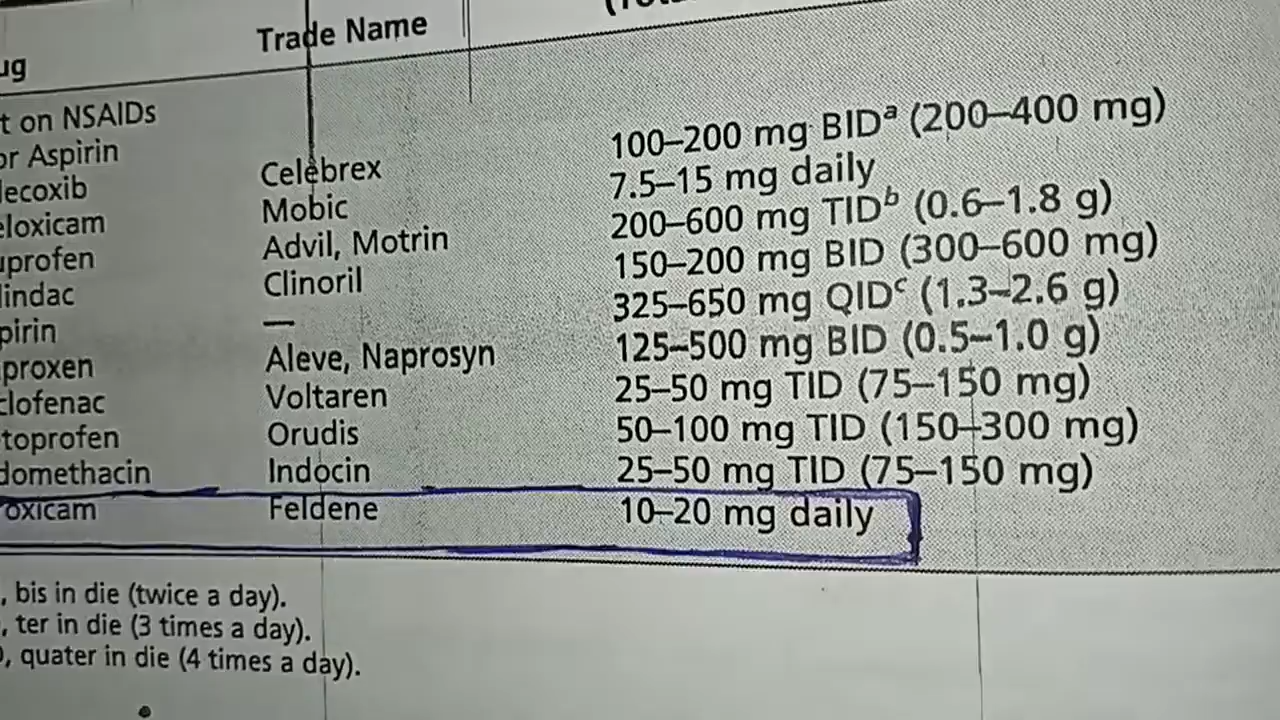 ug Trade Name
t on NSAIDs
or Aspirin
lecoxib Celebrex 100–200 mg BIDᵃ (200–400 mg)
eloxicam Mobic 7.5–15 mg daily
uprofen Advil, Motrin 200–600 mg TIDᵇ (0.6–1.8 g)
lindac Clinoril 150–200 mg BID (300–600 mg)
pirin — 325–650 mg QIDᶜ (1.3–2.6 g)
proxen Aleve, Naprosyn 125–500 mg BID (0.5–1.0 g)
clofenac Voltaren 25–50 mg TID (75–150 mg)
toprofen Orudis 50–100 mg TID (150–300 mg)
domethacin Indocin 25–50 mg TID (75–150 mg)
oxicam Feldene 10–20 mg daily
, bis in die (twice a day).
, ter in die (3 times a day).
, quater in die (4 times a day).